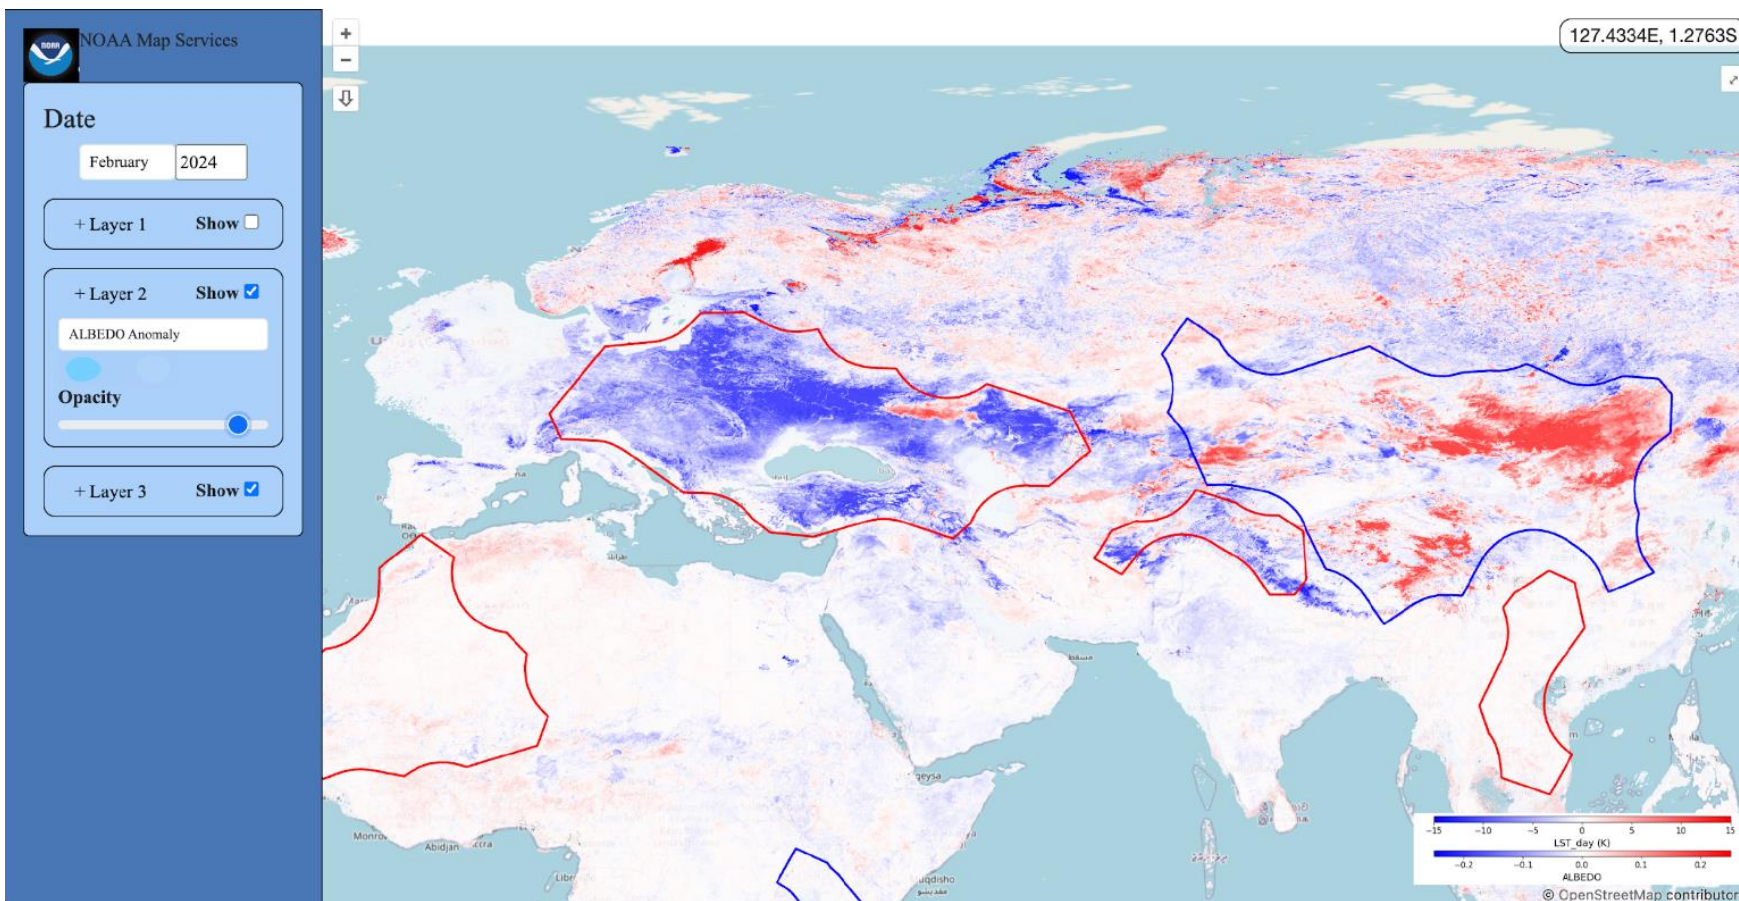 NOAA Map Services
NOAA
Date
February 2024
+ Layer 1 Show
+ Layer 2 Show
ALBEDO Anomaly
Opacity
+ Layer 3 Show
+
−
127.4334E, 1.2763S
Abidjan
−15 −10 −5 0 5 10 15
LST_day (K)
−0.2 −0.1 0.0 0.1 0.2
ALBEDO
© OpenStreetMap contributor